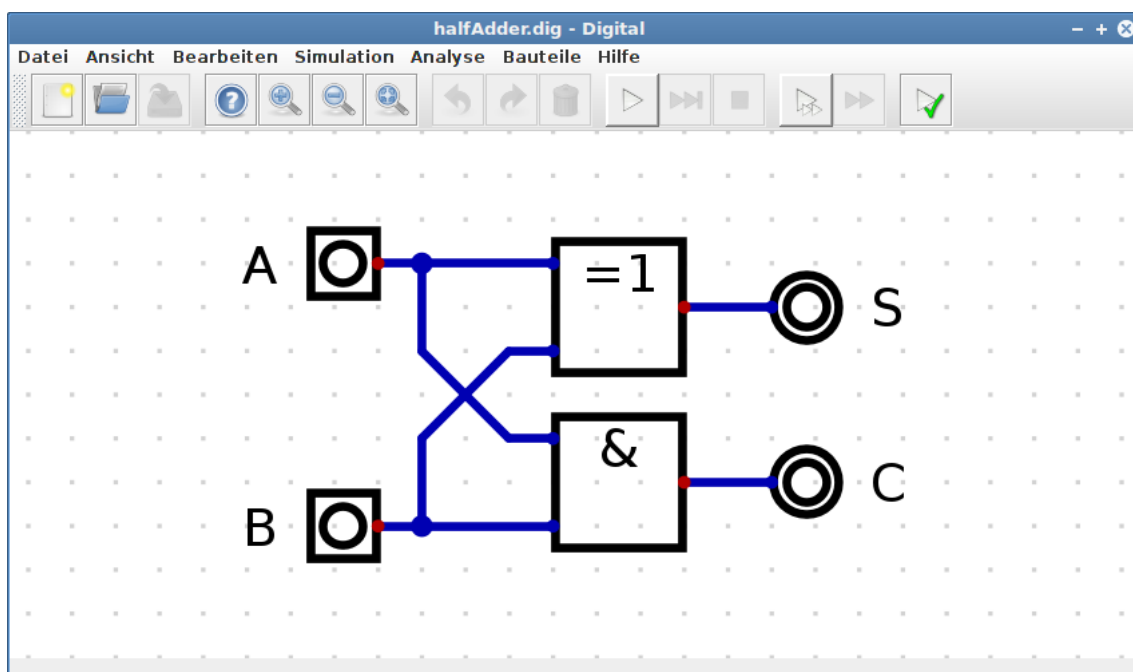 halfAdder.dig - Digital
Datei Ansicht Bearbeiten Simulation Analyse Bauteile Hilfe
?
A
=1
S
&
C
B